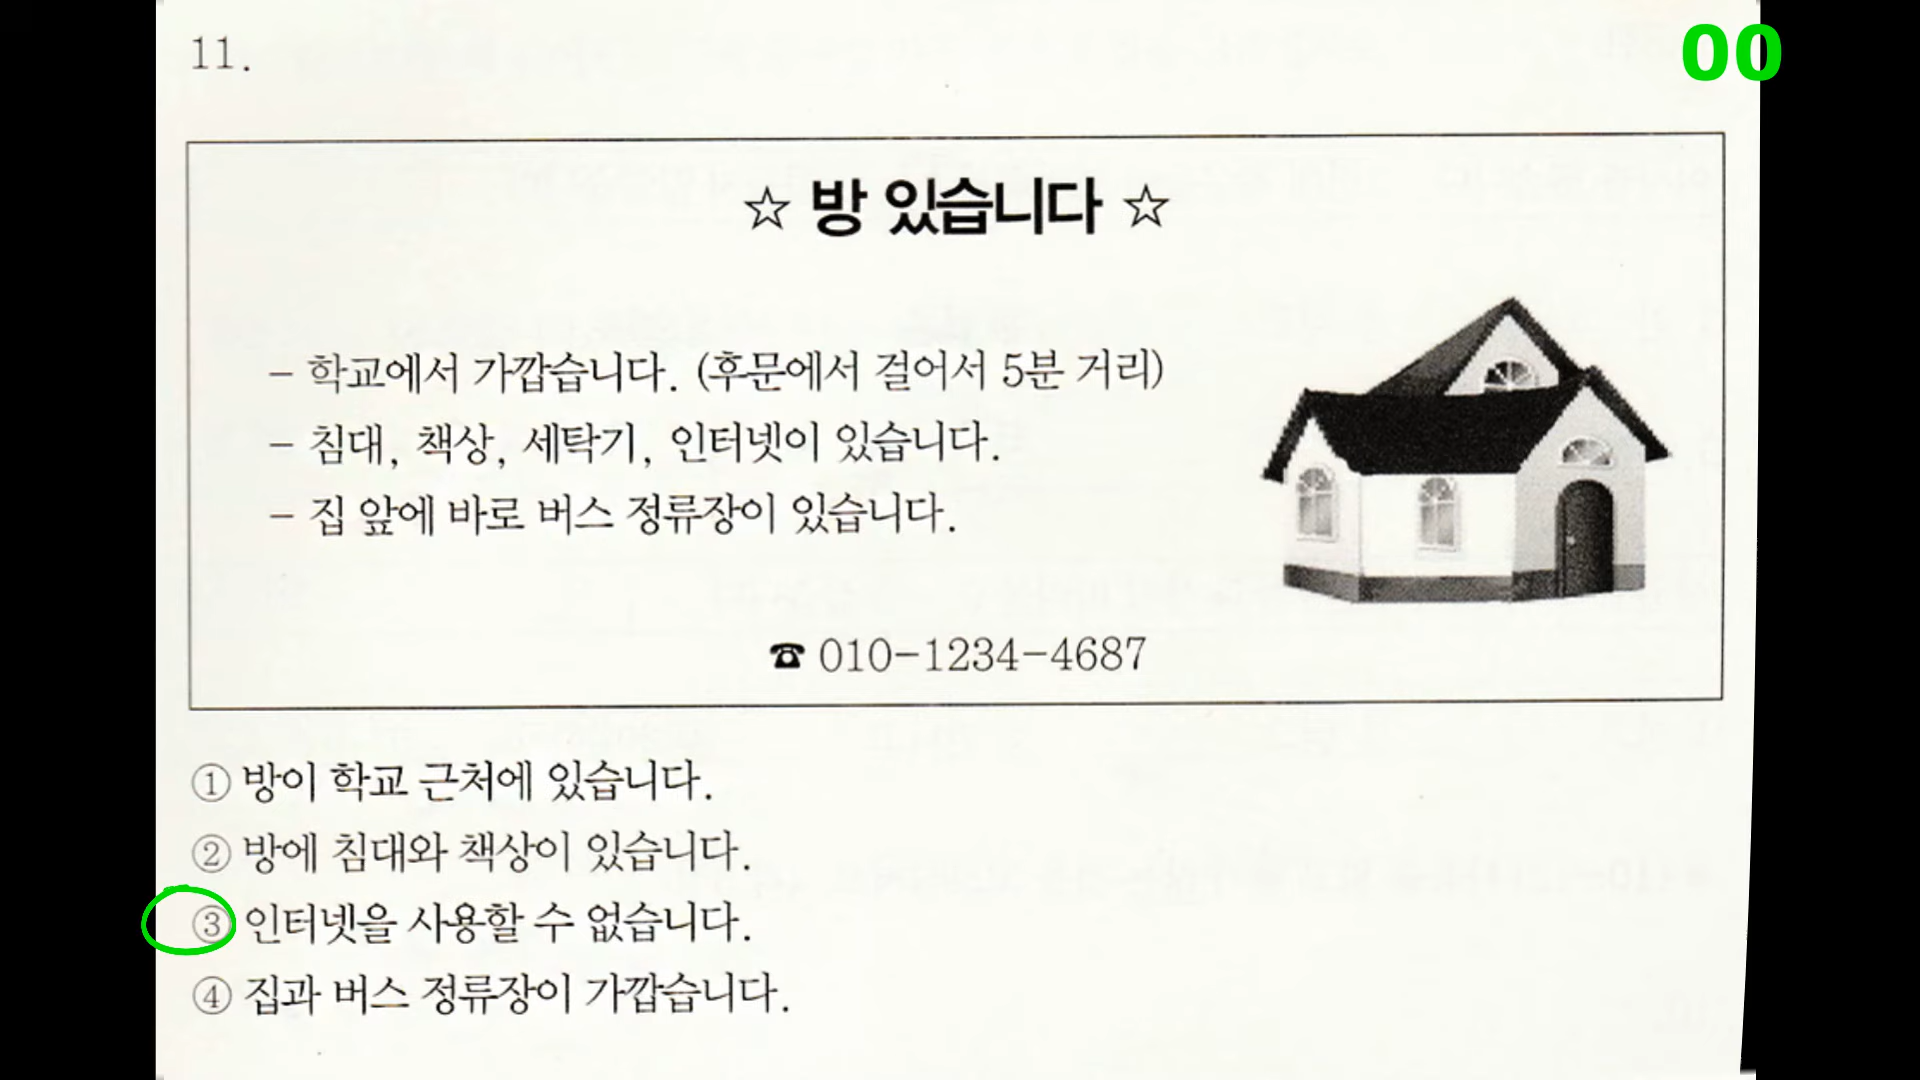 11.
00
☆ 방 있습니다 ☆
- 학교에서 가깝습니다. (후문에서 걸어서 5분 거리)
- 침대, 책상, 세탁기, 인터넷이 있습니다.
- 집 앞에 바로 버스 정류장이 있습니다.
☎ 010-1234-4687
① 방이 학교 근처에 있습니다.
② 방에 침대와 책상이 있습니다.
③ 인터넷을 사용할 수 없습니다.
④ 집과 버스 정류장이 가깝습니다.